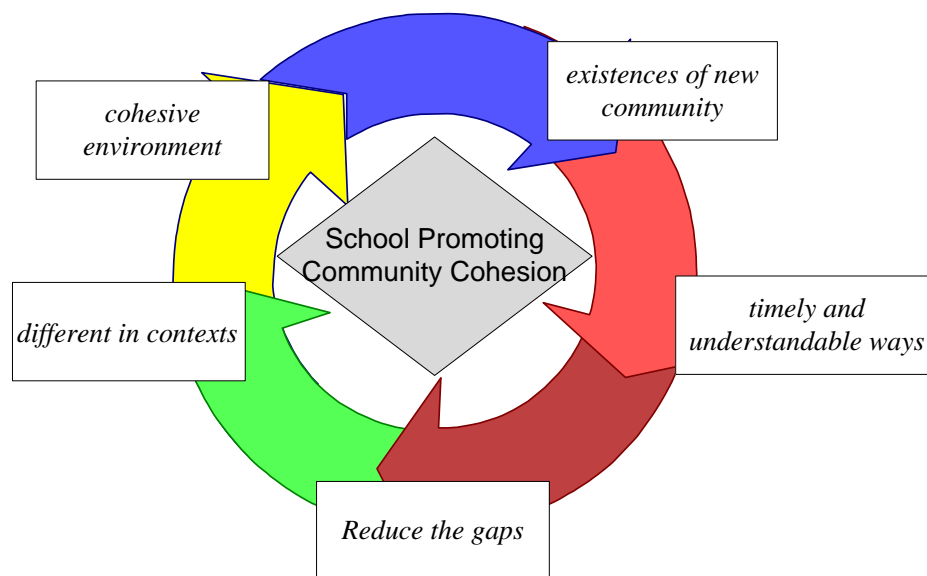 existences of new
community
cohesive
environment
School Promoting
Community Cohesion
different in contexts
timely and
understandable ways
Reduce the gaps